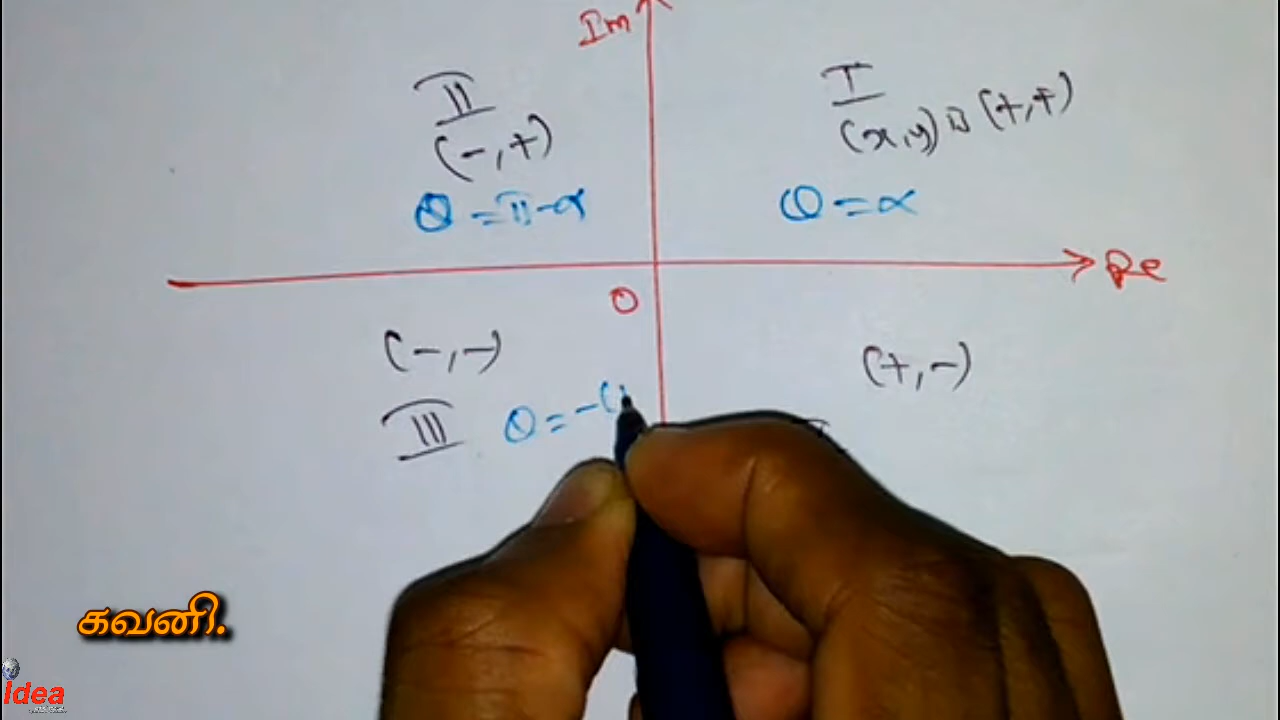 Im
II
(-,+)
θ = π-α
I
(x,y) is (+,+)
θ = α
Re
O
(-,-)
III
θ = -(
(+,-)
கவனி.
Idea